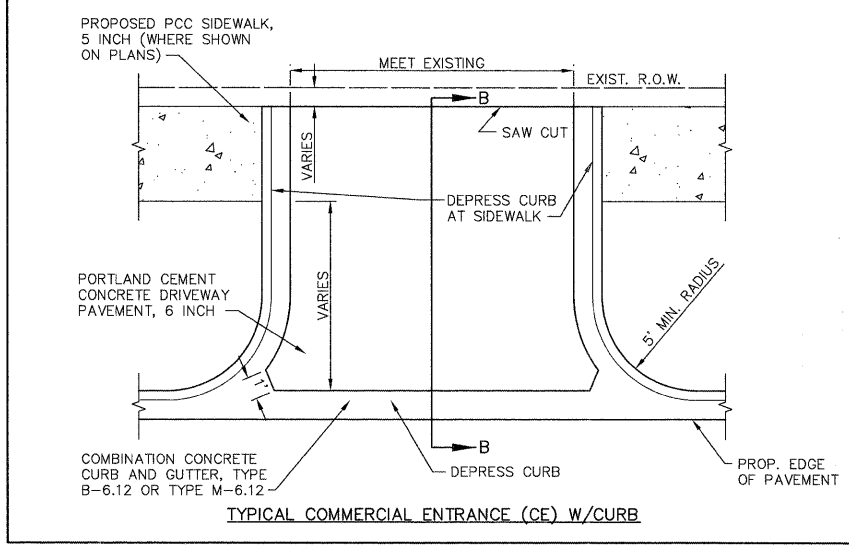 PROPOSED PCC SIDEWALK,
5 INCH (WHERE SHOWN
ON PLANS)
MEET EXISTING
EXIST. R.O.W.
B
SAW CUT
VARIES
DEPRESS CURB
AT SIDEWALK
PORTLAND CEMENT
CONCRETE DRIVEWAY
PAVEMENT, 6 INCH
VARIES
5' MIN. RADIUS
1'
COMBINATION CONCRETE
CURB AND GUTTER, TYPE
B-6.12 OR TYPE M-6.12
B
DEPRESS CURB
PROP. EDGE
OF PAVEMENT
TYPICAL COMMERCIAL ENTRANCE (CE) W/CURB